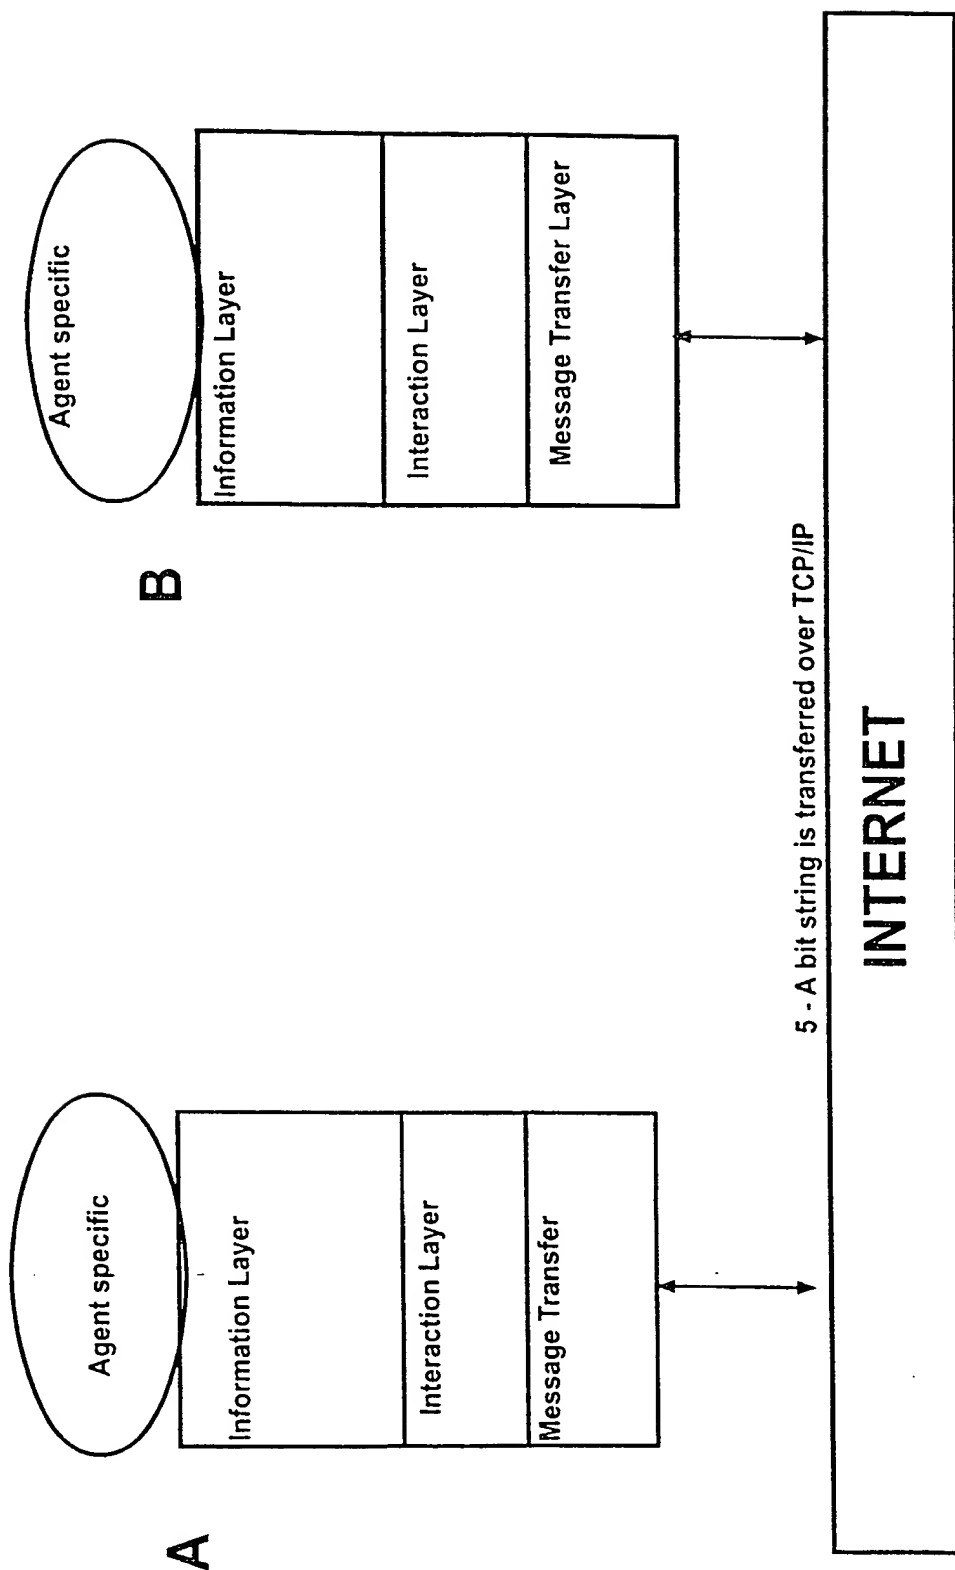 A
Agent specific
Information Layer
Interaction Layer
Message Transfer
B
Agent specific
Information Layer
Interaction Layer
Message Transfer Layer
5 - A bit string is transferred over TCP/IP
INTERNET